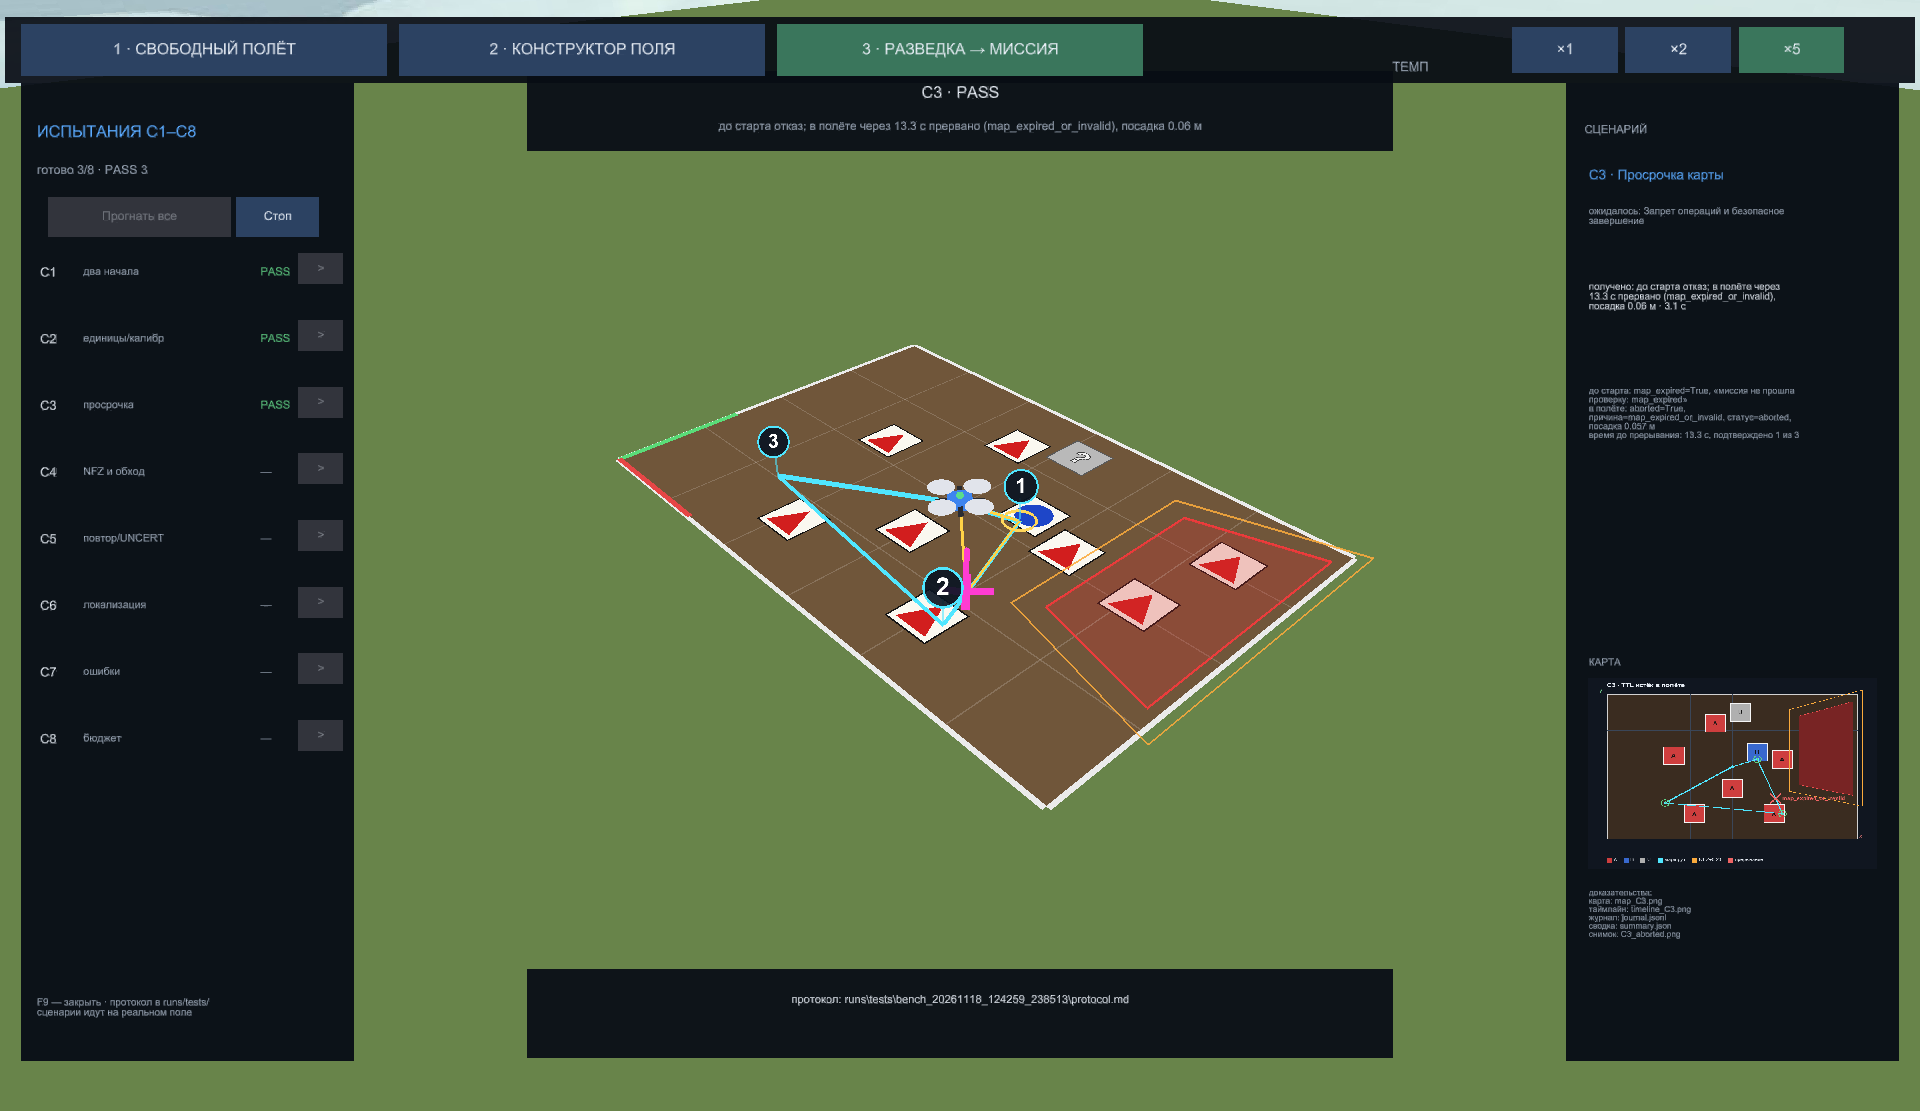 1 · СВОБОДНЫЙ ПОЛЁТ
2 · КОНСТРУКТОР ПОЛЯ
3 · РАЗВЕДКА → МИССИЯ
ТЕМП
×1
×2
×5
C3 · PASS
до старта отказ; в полёте через 13.3 с прервано (map_expired_or_invalid), посадка 0.06 м
ИСПЫТАНИЯ C1–C8
готово 3/8 · PASS 3
Прогнать все
Стоп
C1 два начала PASS >
C2 единицы/калибр PASS >
C3 просрочка PASS >
C4 NFZ и обход — >
C5 повтор/UNCERT — >
C6 локализация — >
C7 ошибки — >
C8 бюджет — >
F9 — закрыть · протокол в runs/tests/
сценарии идут на реальном поле
3
1
2
?
протокол: runs\tests\bench_20261118_124259_238513\protocol.md
СЦЕНАРИЙ
C3 · Просрочка карты
ожидалось: Запрет операций и безопасное
завершение
получено: до старта отказ; в полёте через
13.3 с прервано (map_expired_or_invalid),
посадка 0.06 м · 3.1 с
до старта: map_expired=True, «миссия не прошла
проверку: map_expired»
в полёте: aborted=True,
причина=map_expired_or_invalid, статус=aborted,
посадка 0.057 м
время до прерывания: 13.3 с, подтверждено 1 из 3
КАРТА
C3 · TTL истёк в полёте
доказательства:
карта: map_C3.png
таймлайн: timeline_C3.png
журнал: journal.jsonl
сводка: summary.json
снимок: C3_aborted.png